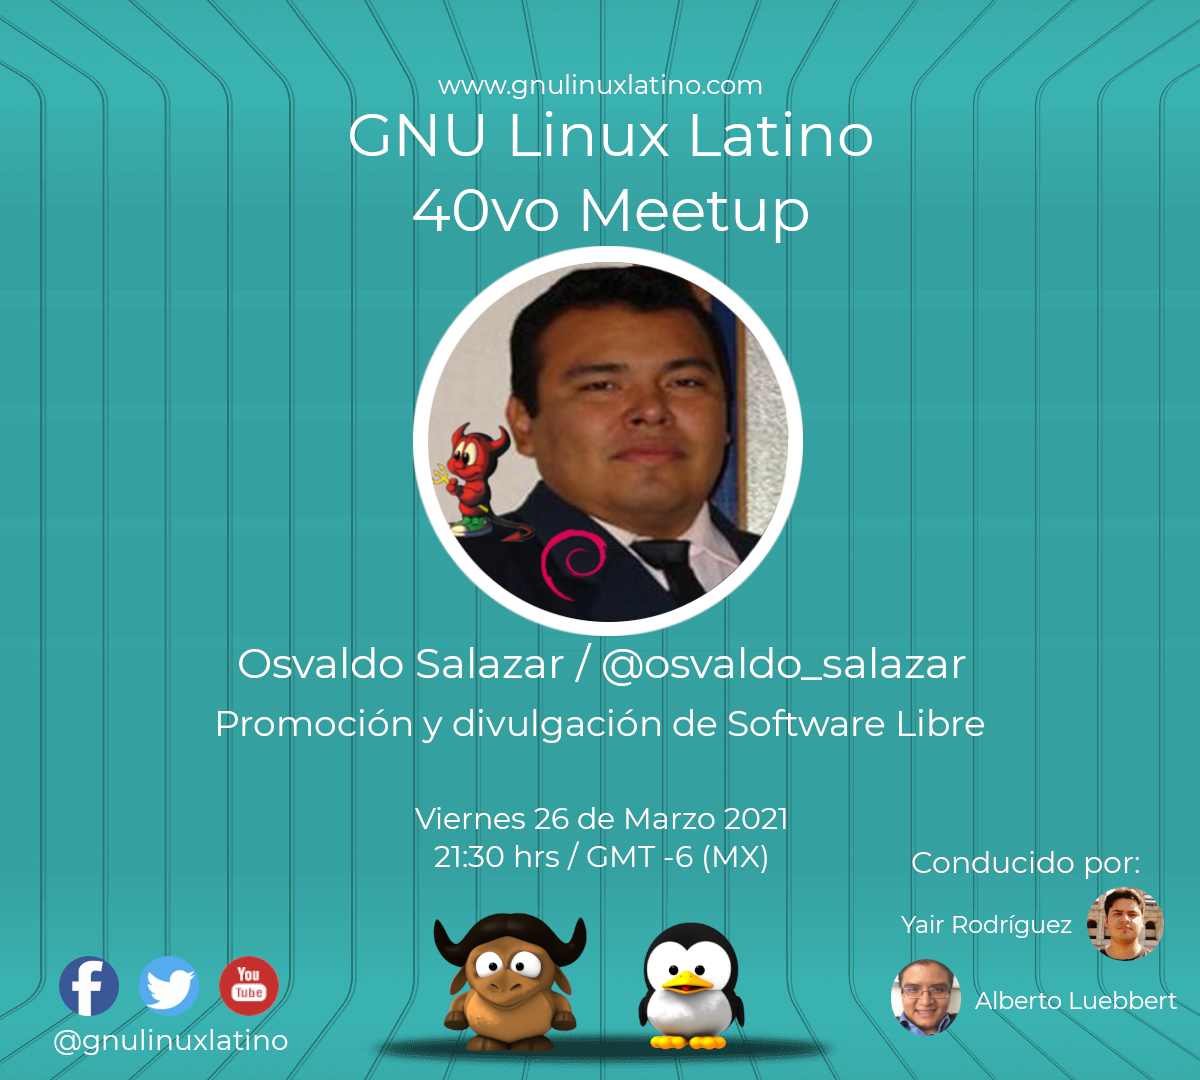 www.gnulinuxlatino.com
GNU Linux Latino
40vo Meetup
Osvaldo Salazar / @osvaldo_salazar
Promoción y divulgación de Software Libre
Viernes 26 de Marzo 2021
21:30 hrs / GMT -6 (MX)
Conducido por:
Yair Rodríguez
Alberto Luebbert
You
Tube
@gnulinuxlatino